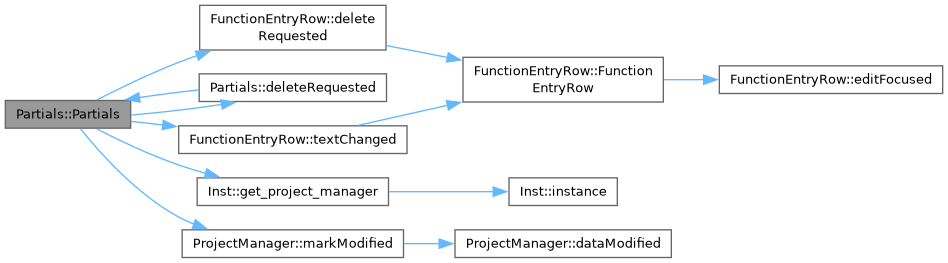 Partials::Partials
FunctionEntryRow::delete
Requested
Partials::deleteRequested
FunctionEntryRow::textChanged
Inst::get_project_manager
ProjectManager::markModified
FunctionEntryRow::Function
EntryRow
Inst::instance
ProjectManager::dataModified
FunctionEntryRow::editFocused